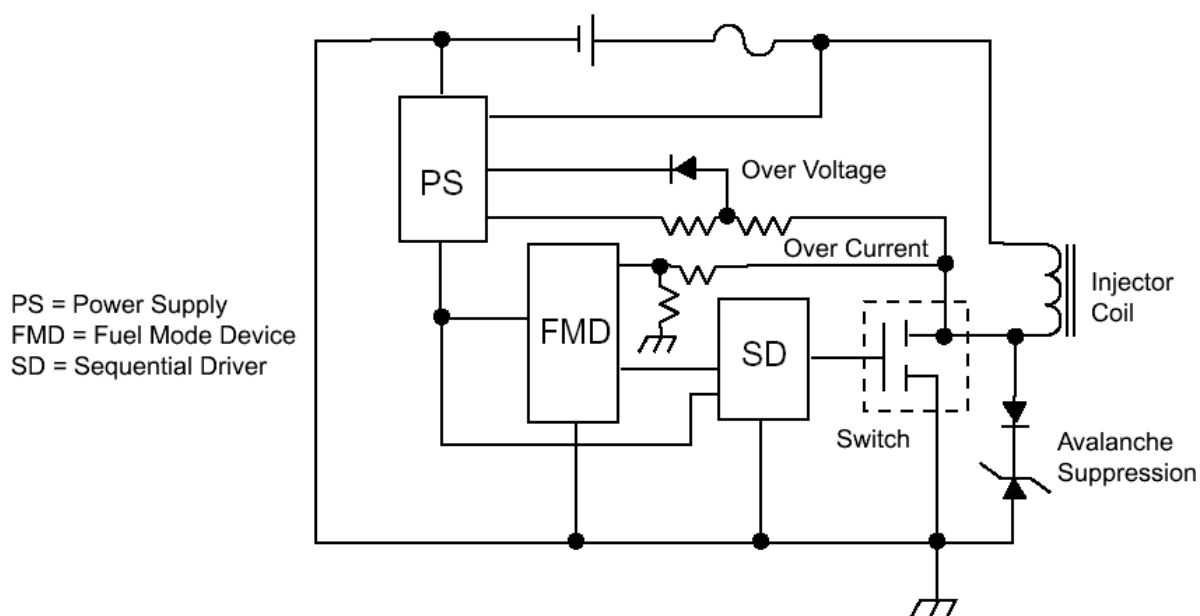 PS
Over Voltage
Over Current
Injector
Coil
PS = Power Supply
FMD = Fuel Mode Device
SD = Sequential Driver
FMD
SD
Switch
Avalanche
Suppression